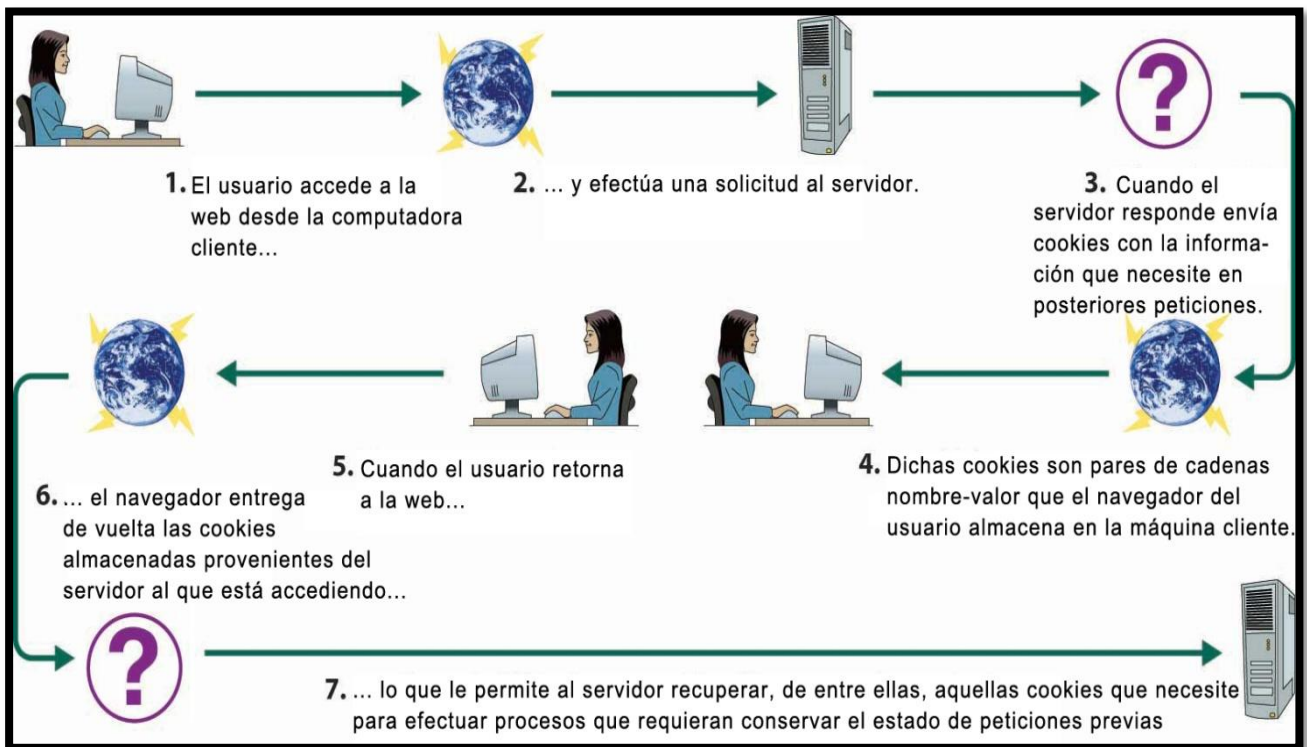 1. El usuario accede a la
web desde la computadora
cliente...
2. ... y efectúa una solicitud al servidor.
3. Cuando el
servidor responde envía
cookies con la informa-
ción que necesite en
posteriores peticiones.
4. Dichas cookies son pares de cadenas
nombre-valor que el navegador del
usuario almacena en la máquina cliente.
5. Cuando el usuario retorna
a la web...
6. ... el navegador entrega
de vuelta las cookies
almacenadas provenientes del
servidor al que está accediendo...
7. ... lo que le permite al servidor recuperar, de entre ellas, aquellas cookies que necesite
para efectuar procesos que requieran conservar el estado de peticiones previas